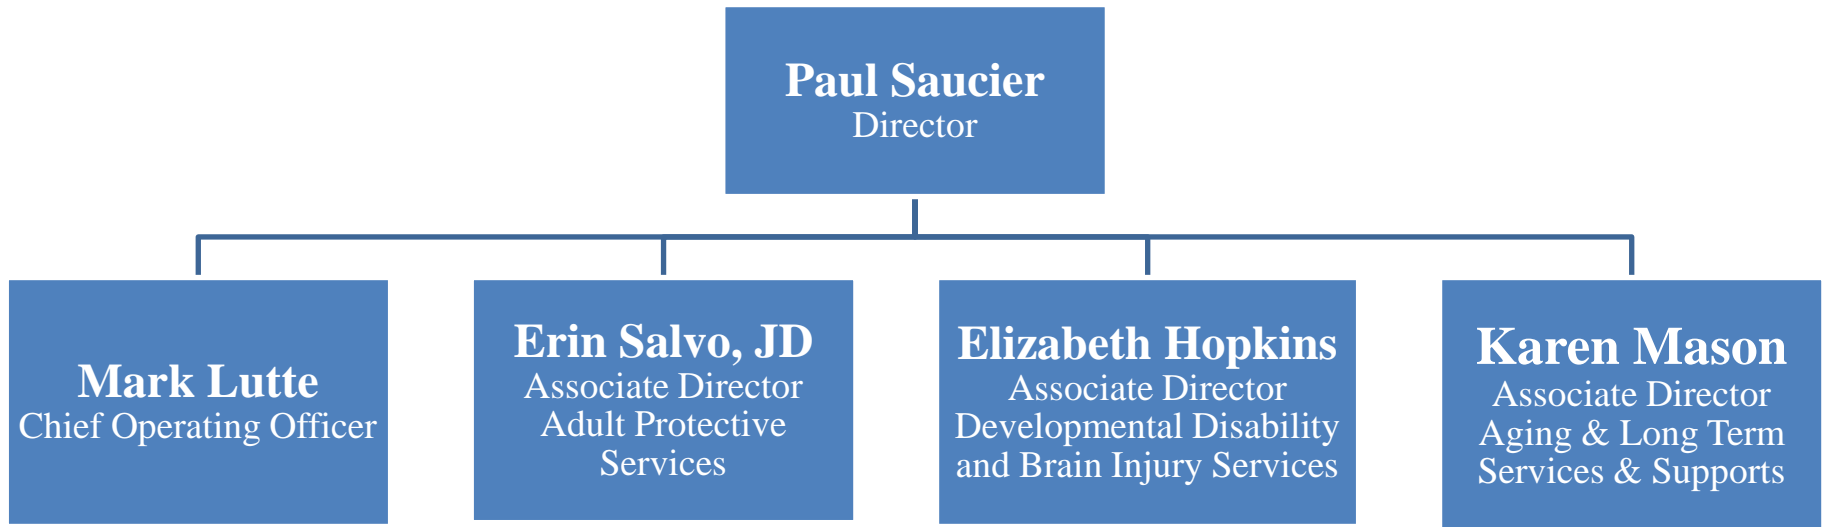 Paul Saucier
Director
Mark Lutte
Chief Operating Officer
Erin Salvo, JD
Associate Director
Adult Protective
Services
Elizabeth Hopkins
Associate Director
Developmental Disability
and Brain Injury Services
Karen Mason
Associate Director
Aging & Long Term
Services & Supports